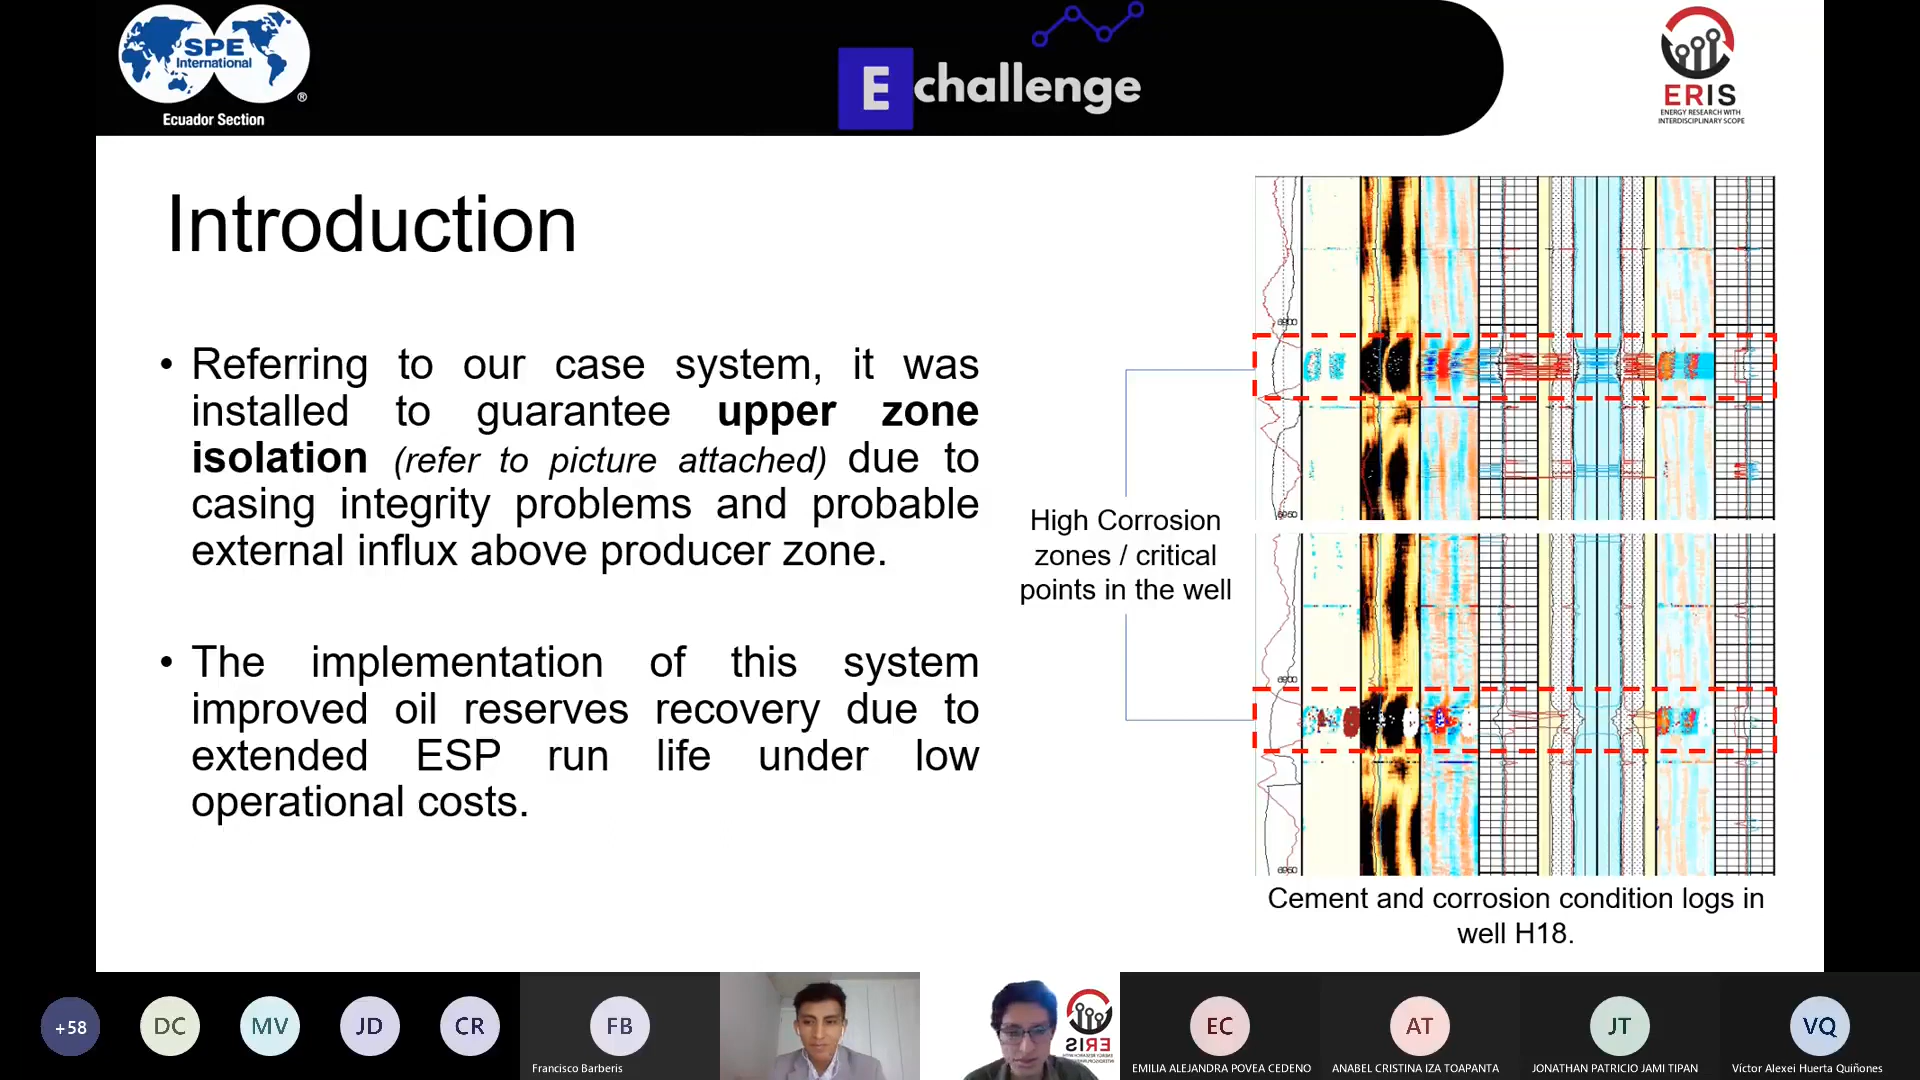 SPE
International
®
Ecuador Section
E challenge
ERIS
ENERGY RESEARCH WITH
INTERDISCIPLINARY SCOPE
Introduction
• Referring to our case system, it was
installed to guarantee upper zone
isolation (refer to picture attached) due to
casing integrity problems and probable
external influx above producer zone.
• The implementation of this system
improved oil reserves recovery due to
extended ESP run life under low
operational costs.
High Corrosion
zones / critical
points in the well
Cement and corrosion condition logs in
well H18.
+58
DC
MV
JD
CR
FB
Francisco Barberis
ERIS
EC
EMILIA ALEJANDRA POVEA CEDENO
AT
ANABEL CRISTINA IZA TOAPANTA
JT
JONATHAN PATRICIO JAMI TIPAN
VQ
Víctor Alexei Huerta Quiñones